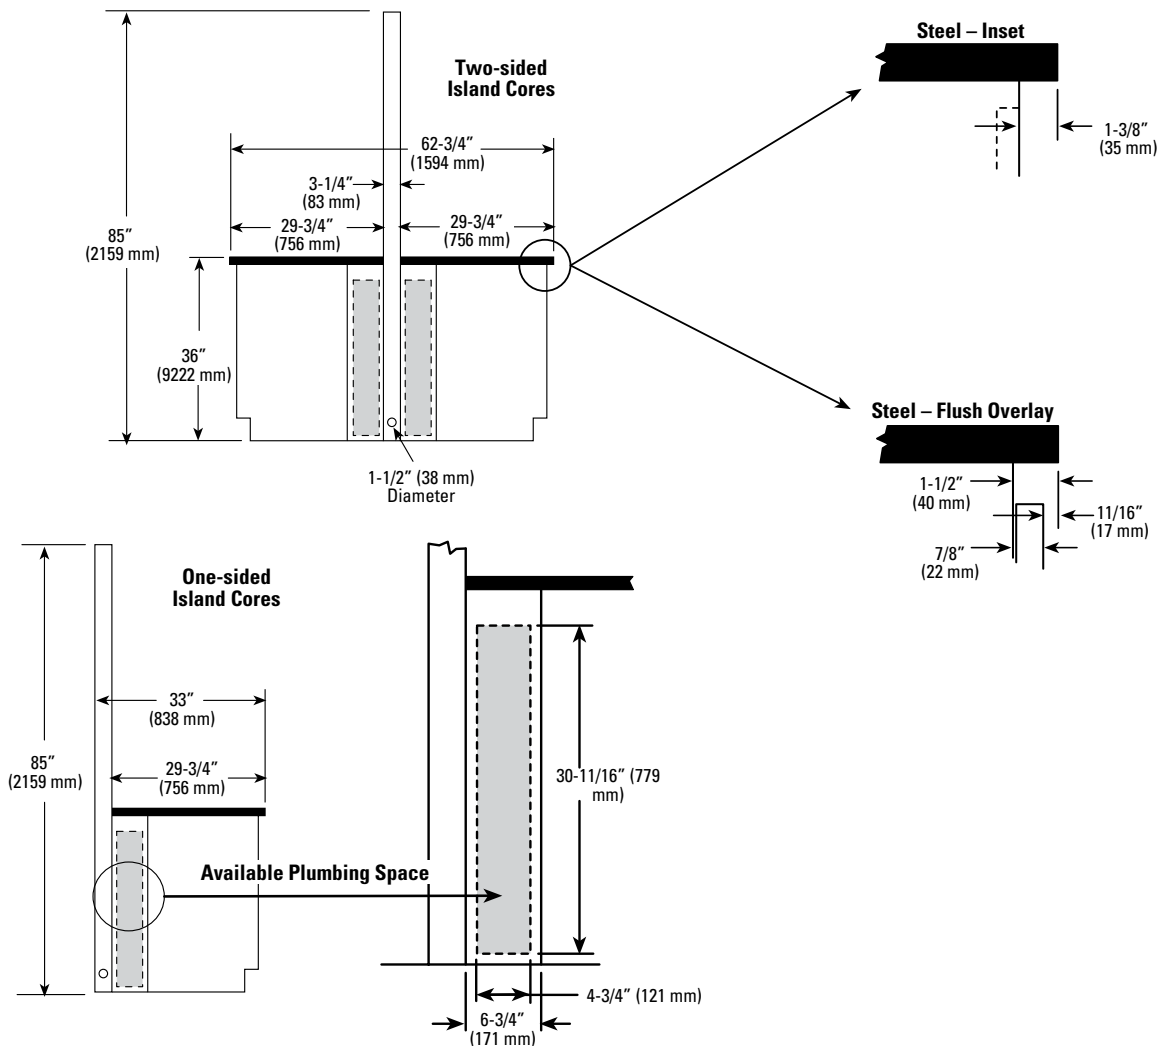 Steel – Inset
Two-sided
Island Cores
62-3/4"
(1594 mm)
1-3/8"
(35 mm)
3-1/4"
(83 mm)
29-3/4"
(756 mm)
29-3/4"
(756 mm)
85"
(2159 mm)
36"
(9222 mm)
Steel – Flush Overlay
1-1/2" (38 mm)
Diameter
1-1/2"
(40 mm)
11/16"
(17 mm)
7/8"
(22 mm)
One-sided
Island Cores
33"
(838 mm)
85"
(2159 mm)
29-3/4"
(756 mm)
30-11/16" (779
mm)
Available Plumbing Space
4-3/4" (121 mm)
6-3/4"
(171 mm)